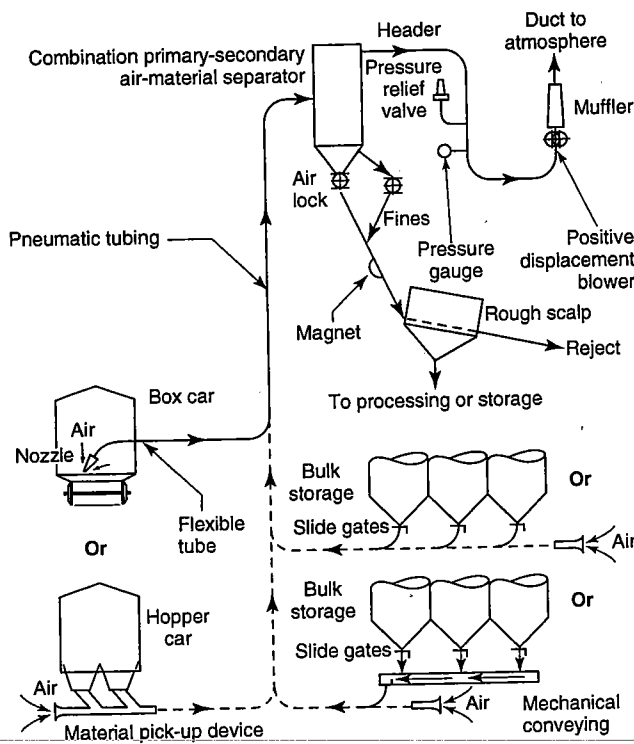 Combination primary-secondary
air-material separator
Header
Pressure
relief
valve
Duct to
atmosphere
Muffler
Air
lock
Fines
Pneumatic tubing
Pressure
gauge
Positive
displacement
blower
Magnet
Rough scalp
Reject
To processing or storage
Box car
Air
Nozzle
Flexible
tube
Or
Bulk
storage
Or
Slide gates
Air
Hopper
car
Bulk
storage
Or
Slide gates
Air
Air
Mechanical
conveying
Material pick-up device